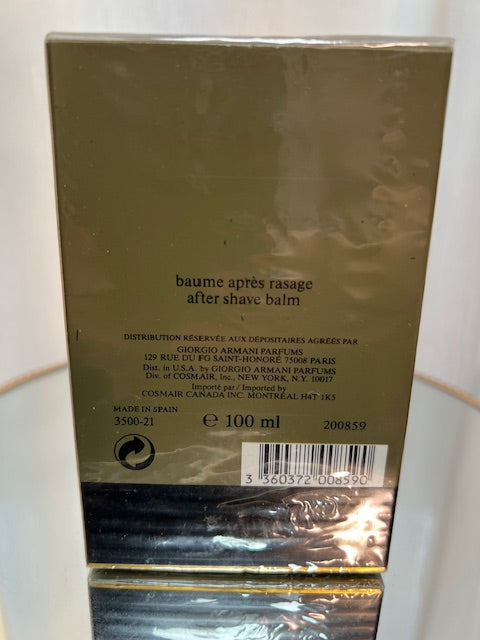 baume après rasage
after shave balm
DISTRIBUTION RÉSERVÉE AUX DÉPOSITAIRES AGRÉÉS PAR
GIORGIO ARMANI PARFUMS
129 RUE DU FG SAINT-HONORÉ 75008 PARIS
Dist. in U.S.A. by GIORGIO ARMANI PARFUMS
Div. of COSMAIR, Inc., NEW YORK, N.Y. 10017
Importé par / Imported by
COSMAIR CANADA INC. MONTRÉAL H4T 1K5
MADE IN SPAIN
3500-21
℮ 100 ml
200859
3 360372 008590